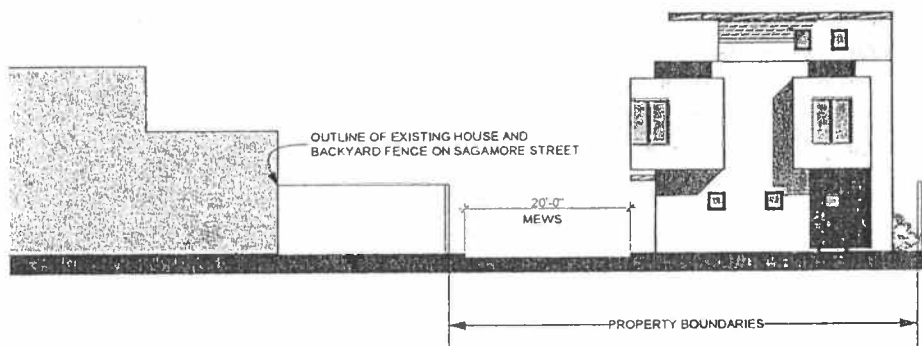 OUTLINE OF EXISTING HOUSE AND
BACKYARD FENCE ON SAGAMORE STREET
20'-0"
MEWS
PROPERTY BOUNDARIES